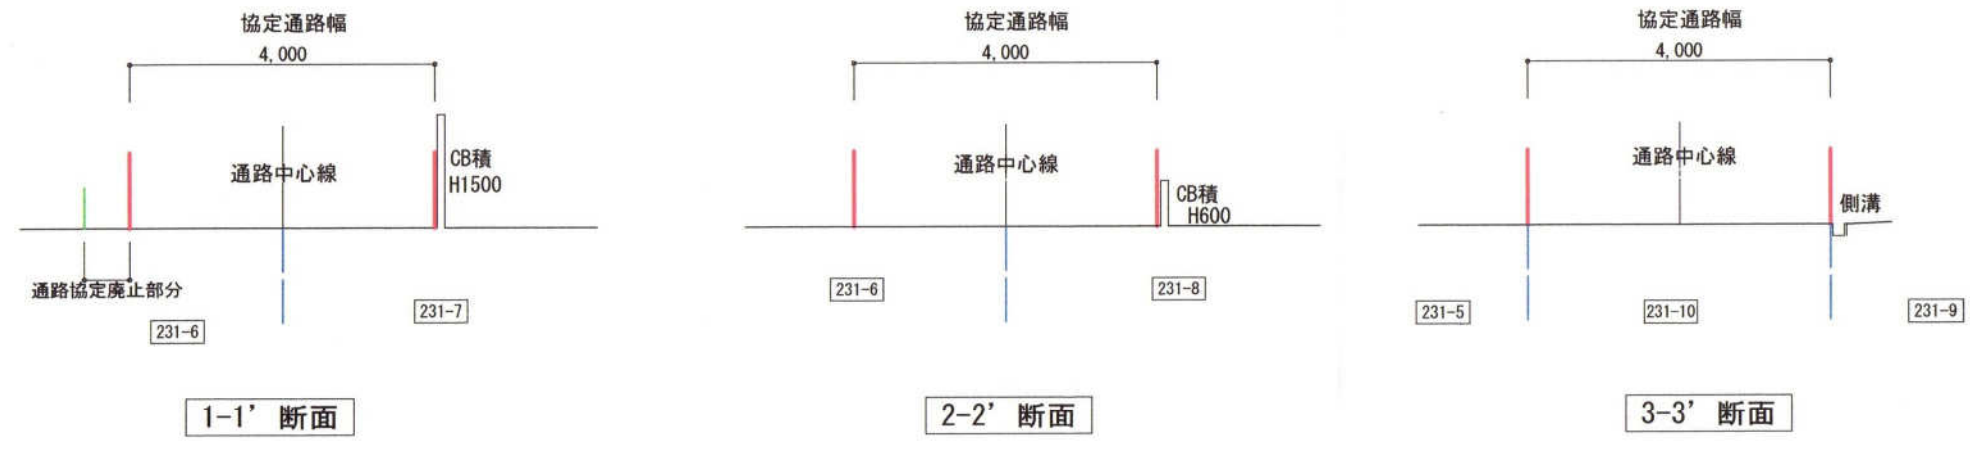 協定通路幅
4,000
通路中心線
CB積
H1500
通路協定廃止部分
231-6
231-7
1-1’ 断面
協定通路幅
4,000
通路中心線
CB積
H600
231-6
231-8
2-2’ 断面
協定通路幅
4,000
通路中心線
側溝
231-5
231-10
231-9
3-3’ 断面